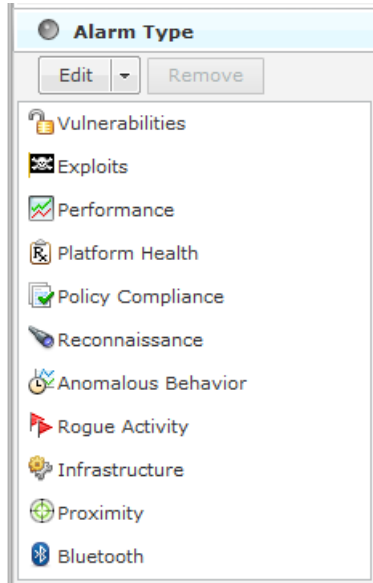 Alarm Type
Edit Remove
Vulnerabilities
Exploits
Performance
Platform Health
Policy Compliance
Reconnaissance
Anomalous Behavior
Rogue Activity
Infrastructure
Proximity
Bluetooth